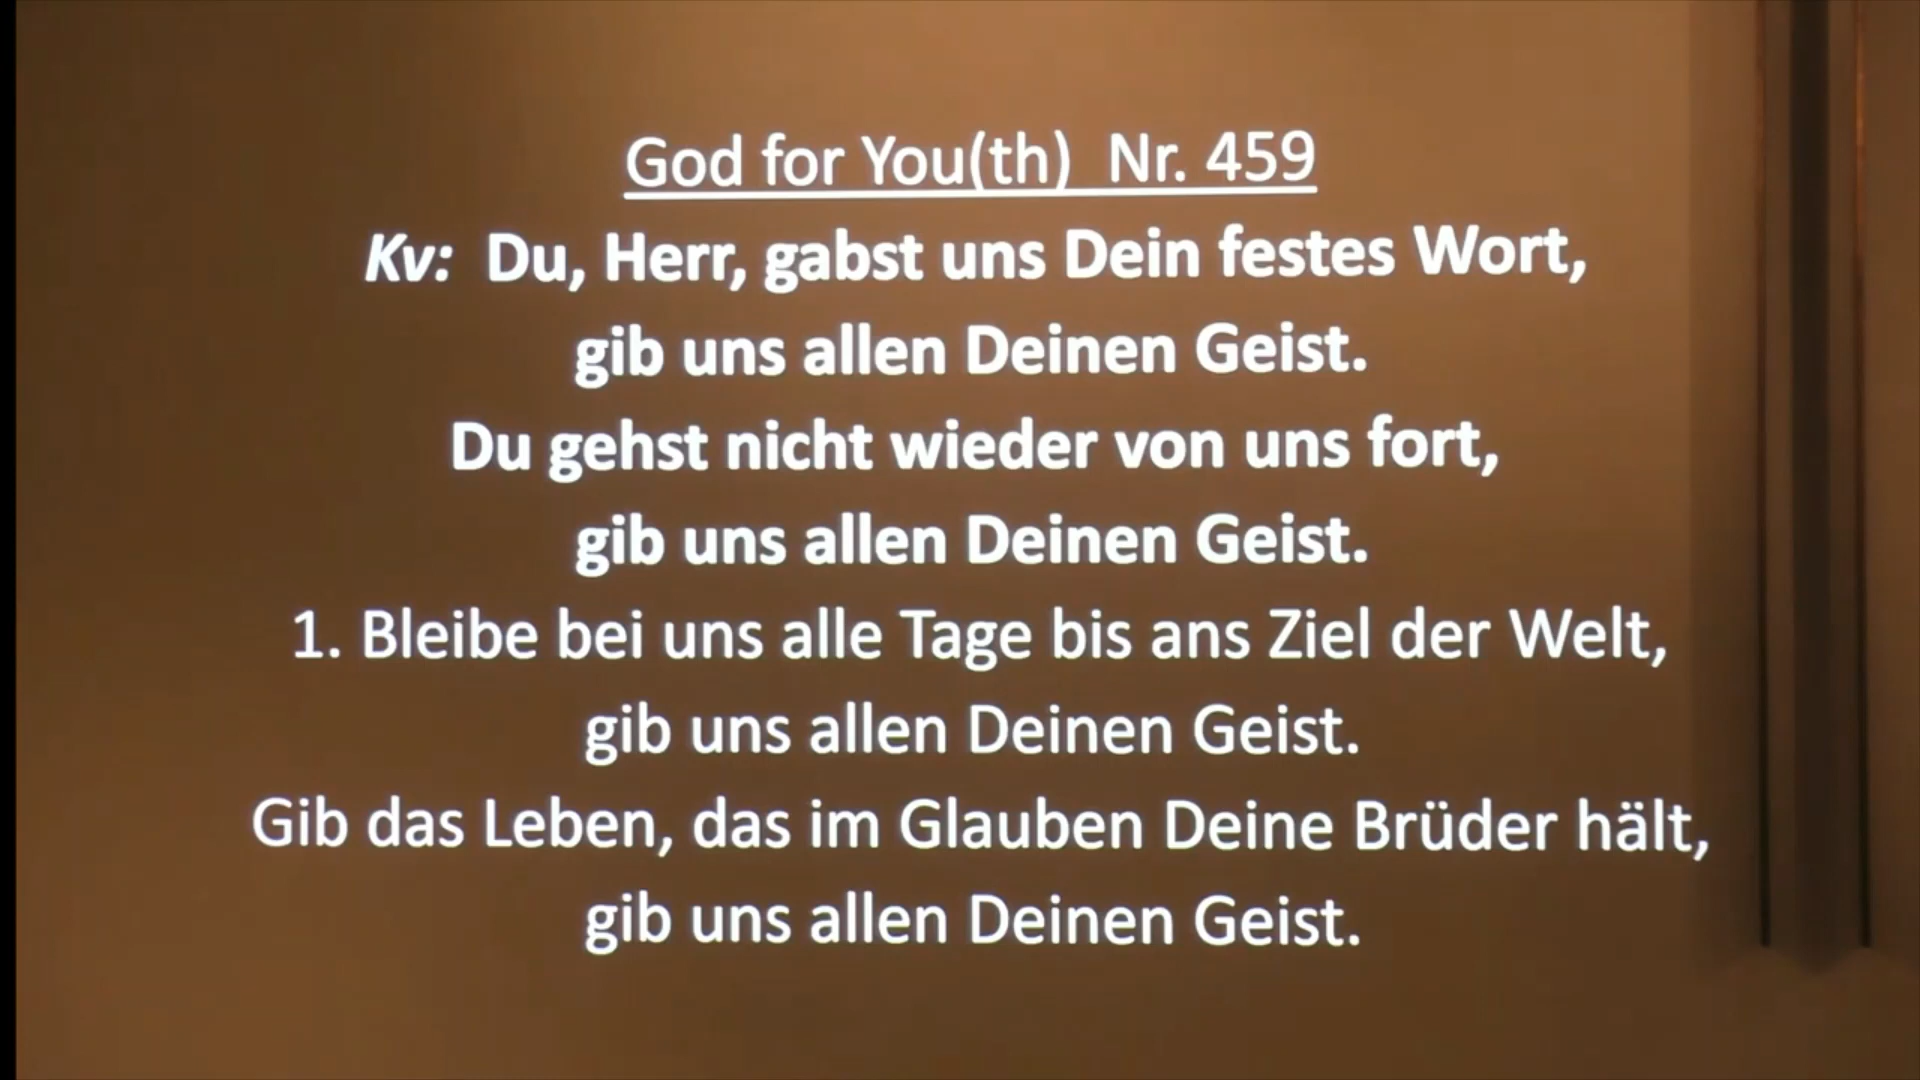 God for You(th)  Nr. 459
Kv:  Du, Herr, gabst uns Dein festes Wort,
gib uns allen Deinen Geist.
Du gehst nicht wieder von uns fort,
gib uns allen Deinen Geist.
1. Bleibe bei uns alle Tage bis ans Ziel der Welt,
gib uns allen Deinen Geist.
Gib das Leben, das im Glauben Deine Brüder hält,
gib uns allen Deinen Geist.